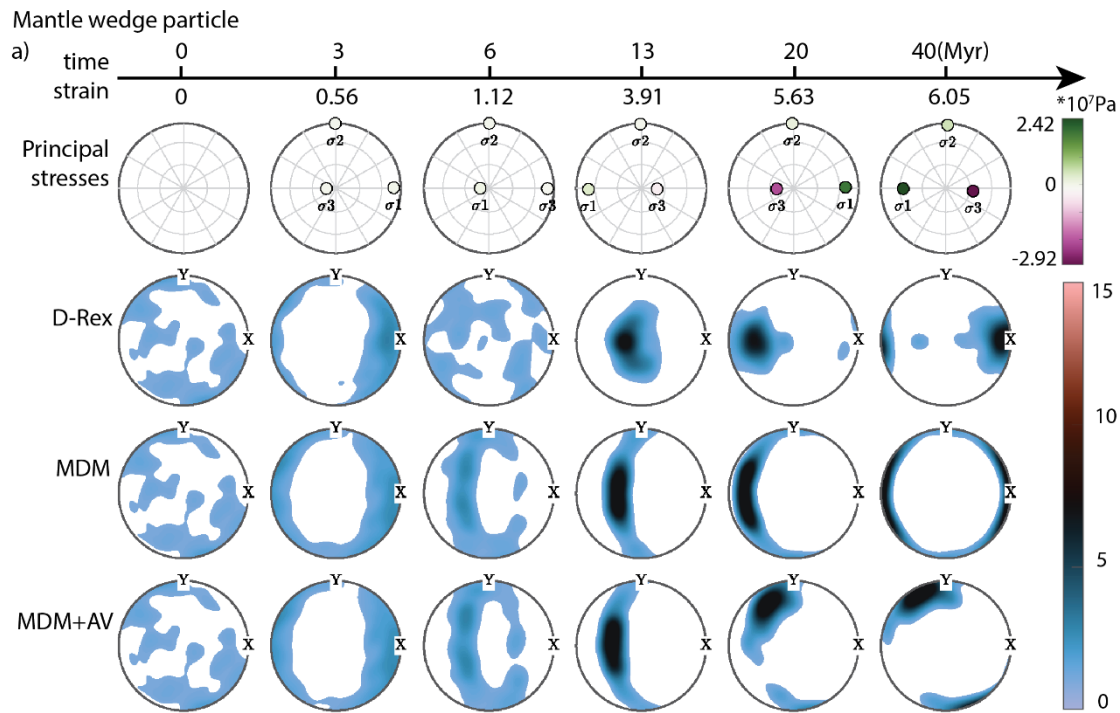 Mantle wedge particle
a) time 0 3 6 13 20 40(Myr)
strain 0 0.56 1.12 3.91 5.63 6.05
*10⁷Pa
Principal stresses
σ2 σ2 σ2 σ2 σ2
σ3 σ1 σ1 σ3 σ1 σ3 σ3 σ1 σ1 σ3
2.42
0
-2.92
D-Rex
Y Y Y Y Y Y
X X X X X X
MDM
Y Y Y Y Y Y
X X X X X X
MDM+AV
Y Y Y Y Y Y
X X X X X X
15
10
5
0